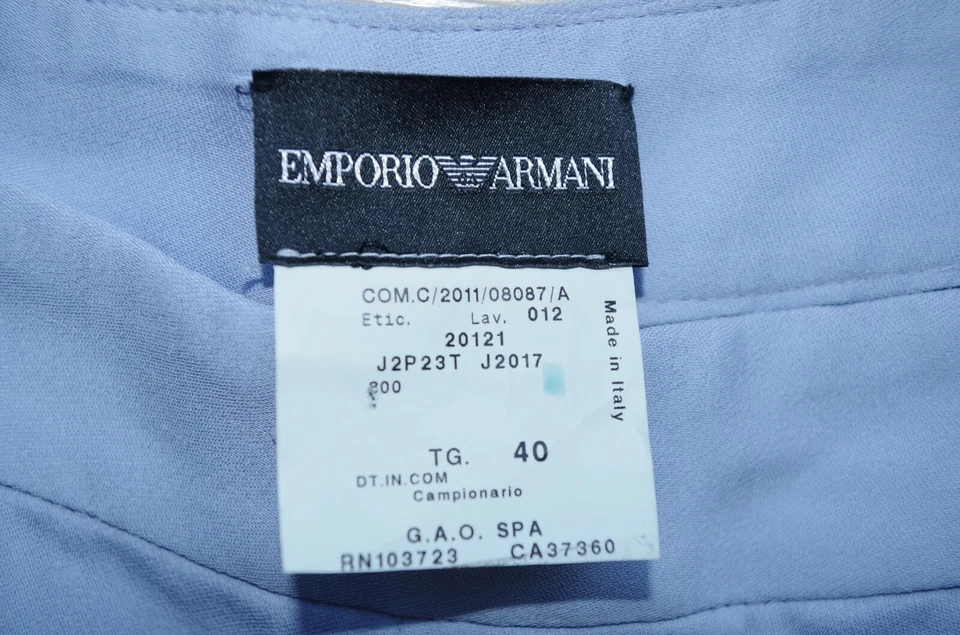 EMPORIO ARMANI
COM.C/2011/08087/A
Etic. Lav. 012
20121
J2P23T J2017
800
TG. 40
DT.IN.COM
Campionario
G.A.O. SPA
RN103723 CA37360
Made in Italy